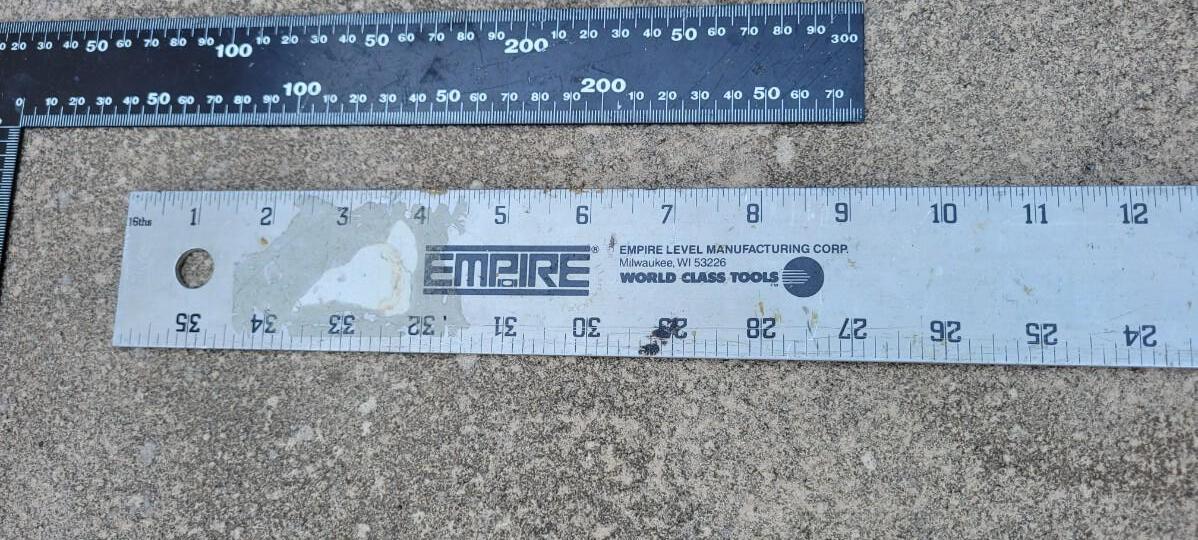 0 20 30 40 50 60 70 80 90 100 10 20 30 40 50 60 70 80 90 200 10 20 30 40 50 60 70 80 90 300
0 10 20 30 40 50 60 70 80 90 100 10 20 30 40 50 60 70 80 90 200 10 20 30 40 50 60 70
16ths 1 2 3 4 5 6 7 8 9 10 11 12
EMPIRE® EMPIRE LEVEL MANUFACTURING CORP.
Milwaukee, WI 53226
WORLD CLASS TOOLS™
35 34 33 32 31 30 29 28 27 26 25 24